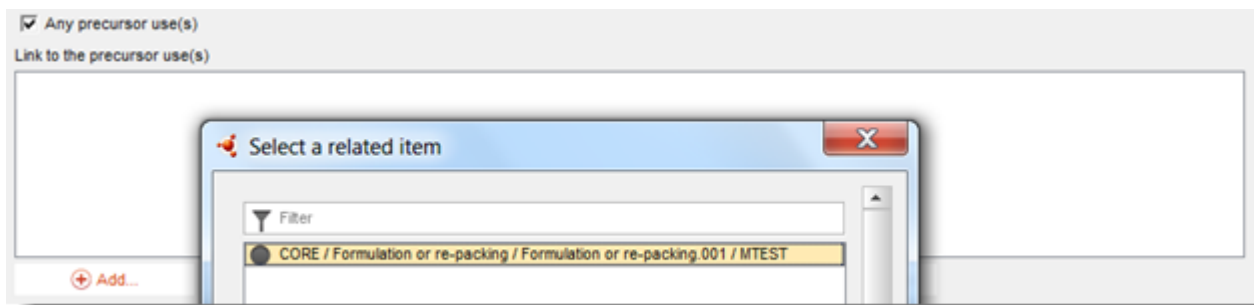 Any precursor use(s)
Link to the precursor use(s)
Select a related item
Filter
CORE / Formulation or re-packing / Formulation or re-packing.001 / MTEST
Add...